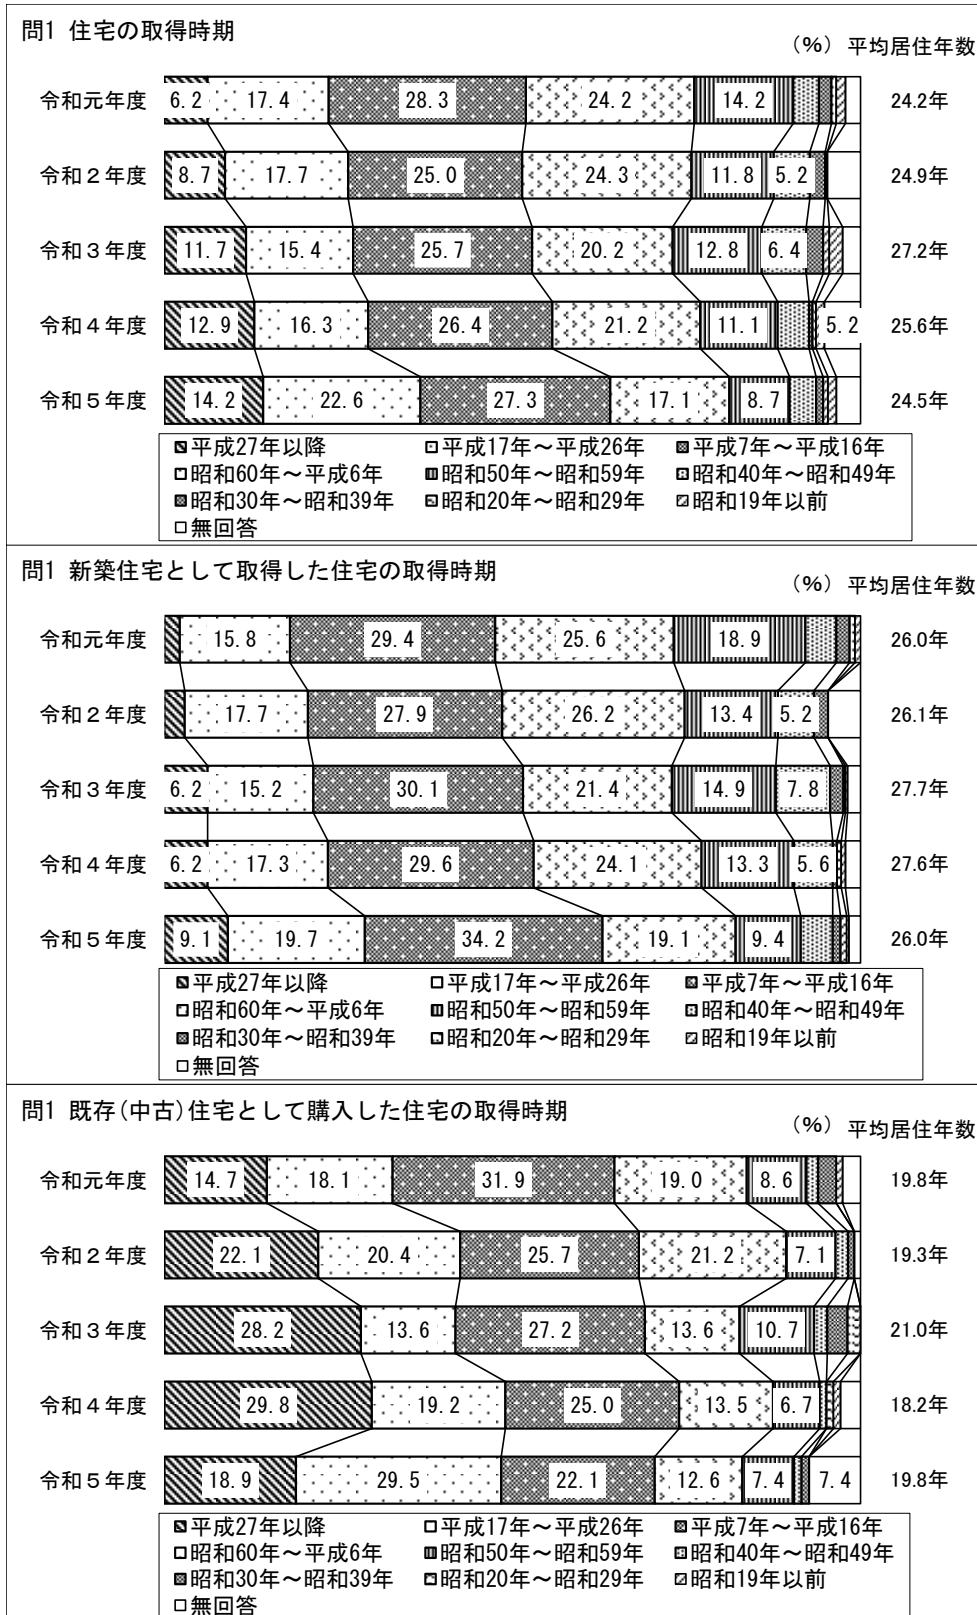 問1 住宅の取得時期
(%) 平均居住年数
令和元年度 6.2 17.4 28.3 24.2 14.2 24.2年
令和２年度 8.7 17.7 25.0 24.3 11.8 5.2 24.9年
令和３年度 11.7 15.4 25.7 20.2 12.8 6.4 27.2年
令和４年度 12.9 16.3 26.4 21.2 11.1 5.2 25.6年
令和５年度 14.2 22.6 27.3 17.1 8.7 24.5年
平成27年以降 平成17年～平成26年 平成7年～平成16年
昭和60年～平成6年 昭和50年～昭和59年 昭和40年～昭和49年
昭和30年～昭和39年 昭和20年～昭和29年 昭和19年以前
無回答
問1 新築住宅として取得した住宅の取得時期
(%) 平均居住年数
令和元年度 15.8 29.4 25.6 18.9 26.0年
令和２年度 17.7 27.9 26.2 13.4 5.2 26.1年
令和３年度 6.2 15.2 30.1 21.4 14.9 7.8 27.7年
令和４年度 6.2 17.3 29.6 24.1 13.3 5.6 27.6年
令和５年度 9.1 19.7 34.2 19.1 9.4 26.0年
平成27年以降 平成17年～平成26年 平成7年～平成16年
昭和60年～平成6年 昭和50年～昭和59年 昭和40年～昭和49年
昭和30年～昭和39年 昭和20年～昭和29年 昭和19年以前
無回答
問1 既存(中古)住宅として購入した住宅の取得時期
(%) 平均居住年数
令和元年度 14.7 18.1 31.9 19.0 8.6 19.8年
令和２年度 22.1 20.4 25.7 21.2 7.1 19.3年
令和３年度 28.2 13.6 27.2 13.6 10.7 21.0年
令和４年度 29.8 19.2 25.0 13.5 6.7 18.2年
令和５年度 18.9 29.5 22.1 12.6 7.4 7.4 19.8年
平成27年以降 平成17年～平成26年 平成7年～平成16年
昭和60年～平成6年 昭和50年～昭和59年 昭和40年～昭和49年
昭和30年～昭和39年 昭和20年～昭和29年 昭和19年以前
無回答